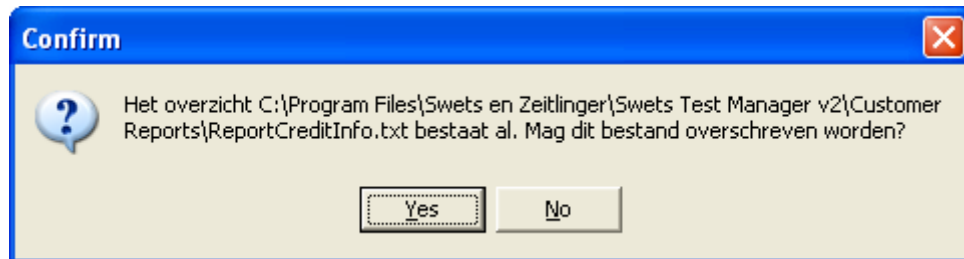 Confirm
Het overzicht C:\Program Files\Swets en Zeitlinger\Swets Test Manager v2\Customer
Reports\ReportCreditInfo.txt bestaat al. Mag dit bestand overschreven worden?
Yes No